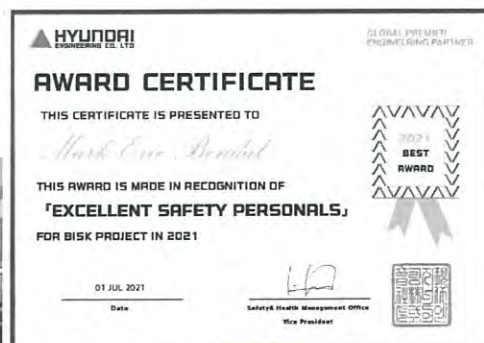 HYUNDAI
ENGINEERING CO. LTD
GLOBAL PREMIER
ENGINEERING PARTNER
AWARD CERTIFICATE
THIS CERTIFICATE IS PRESENTED TO
Mark Eric
2021
BEST
AWARD
THIS AWARD IS MADE IN RECOGNITION OF
「EXCELLENT SAFETY PERSONALS」
FOR BISK PROJECT IN 2021
01 JUL 2021
Date
Safety& Health Management Office
Vice President